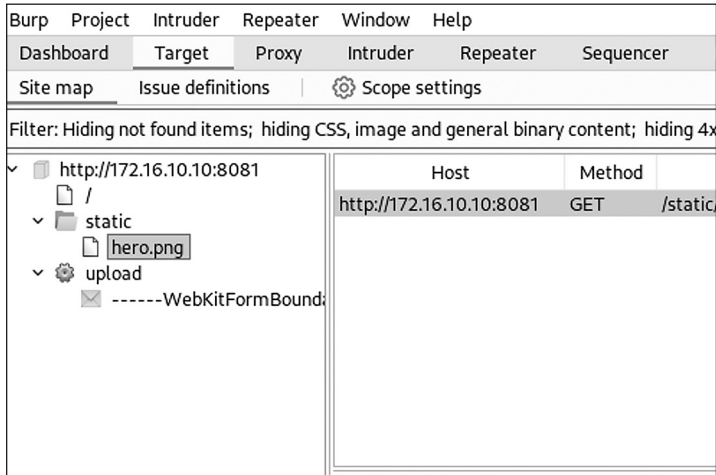 Burp Project Intruder Repeater Window Help
Dashboard Target Proxy Intruder Repeater Sequencer
Site map Issue definitions Scope settings
Filter: Hiding not found items; hiding CSS, image and general binary content; hiding 4x
http://172.16.10.10:8081
/
static
hero.png
upload
------WebKitFormBounda
Host Method
http://172.16.10.10:8081 GET /static/